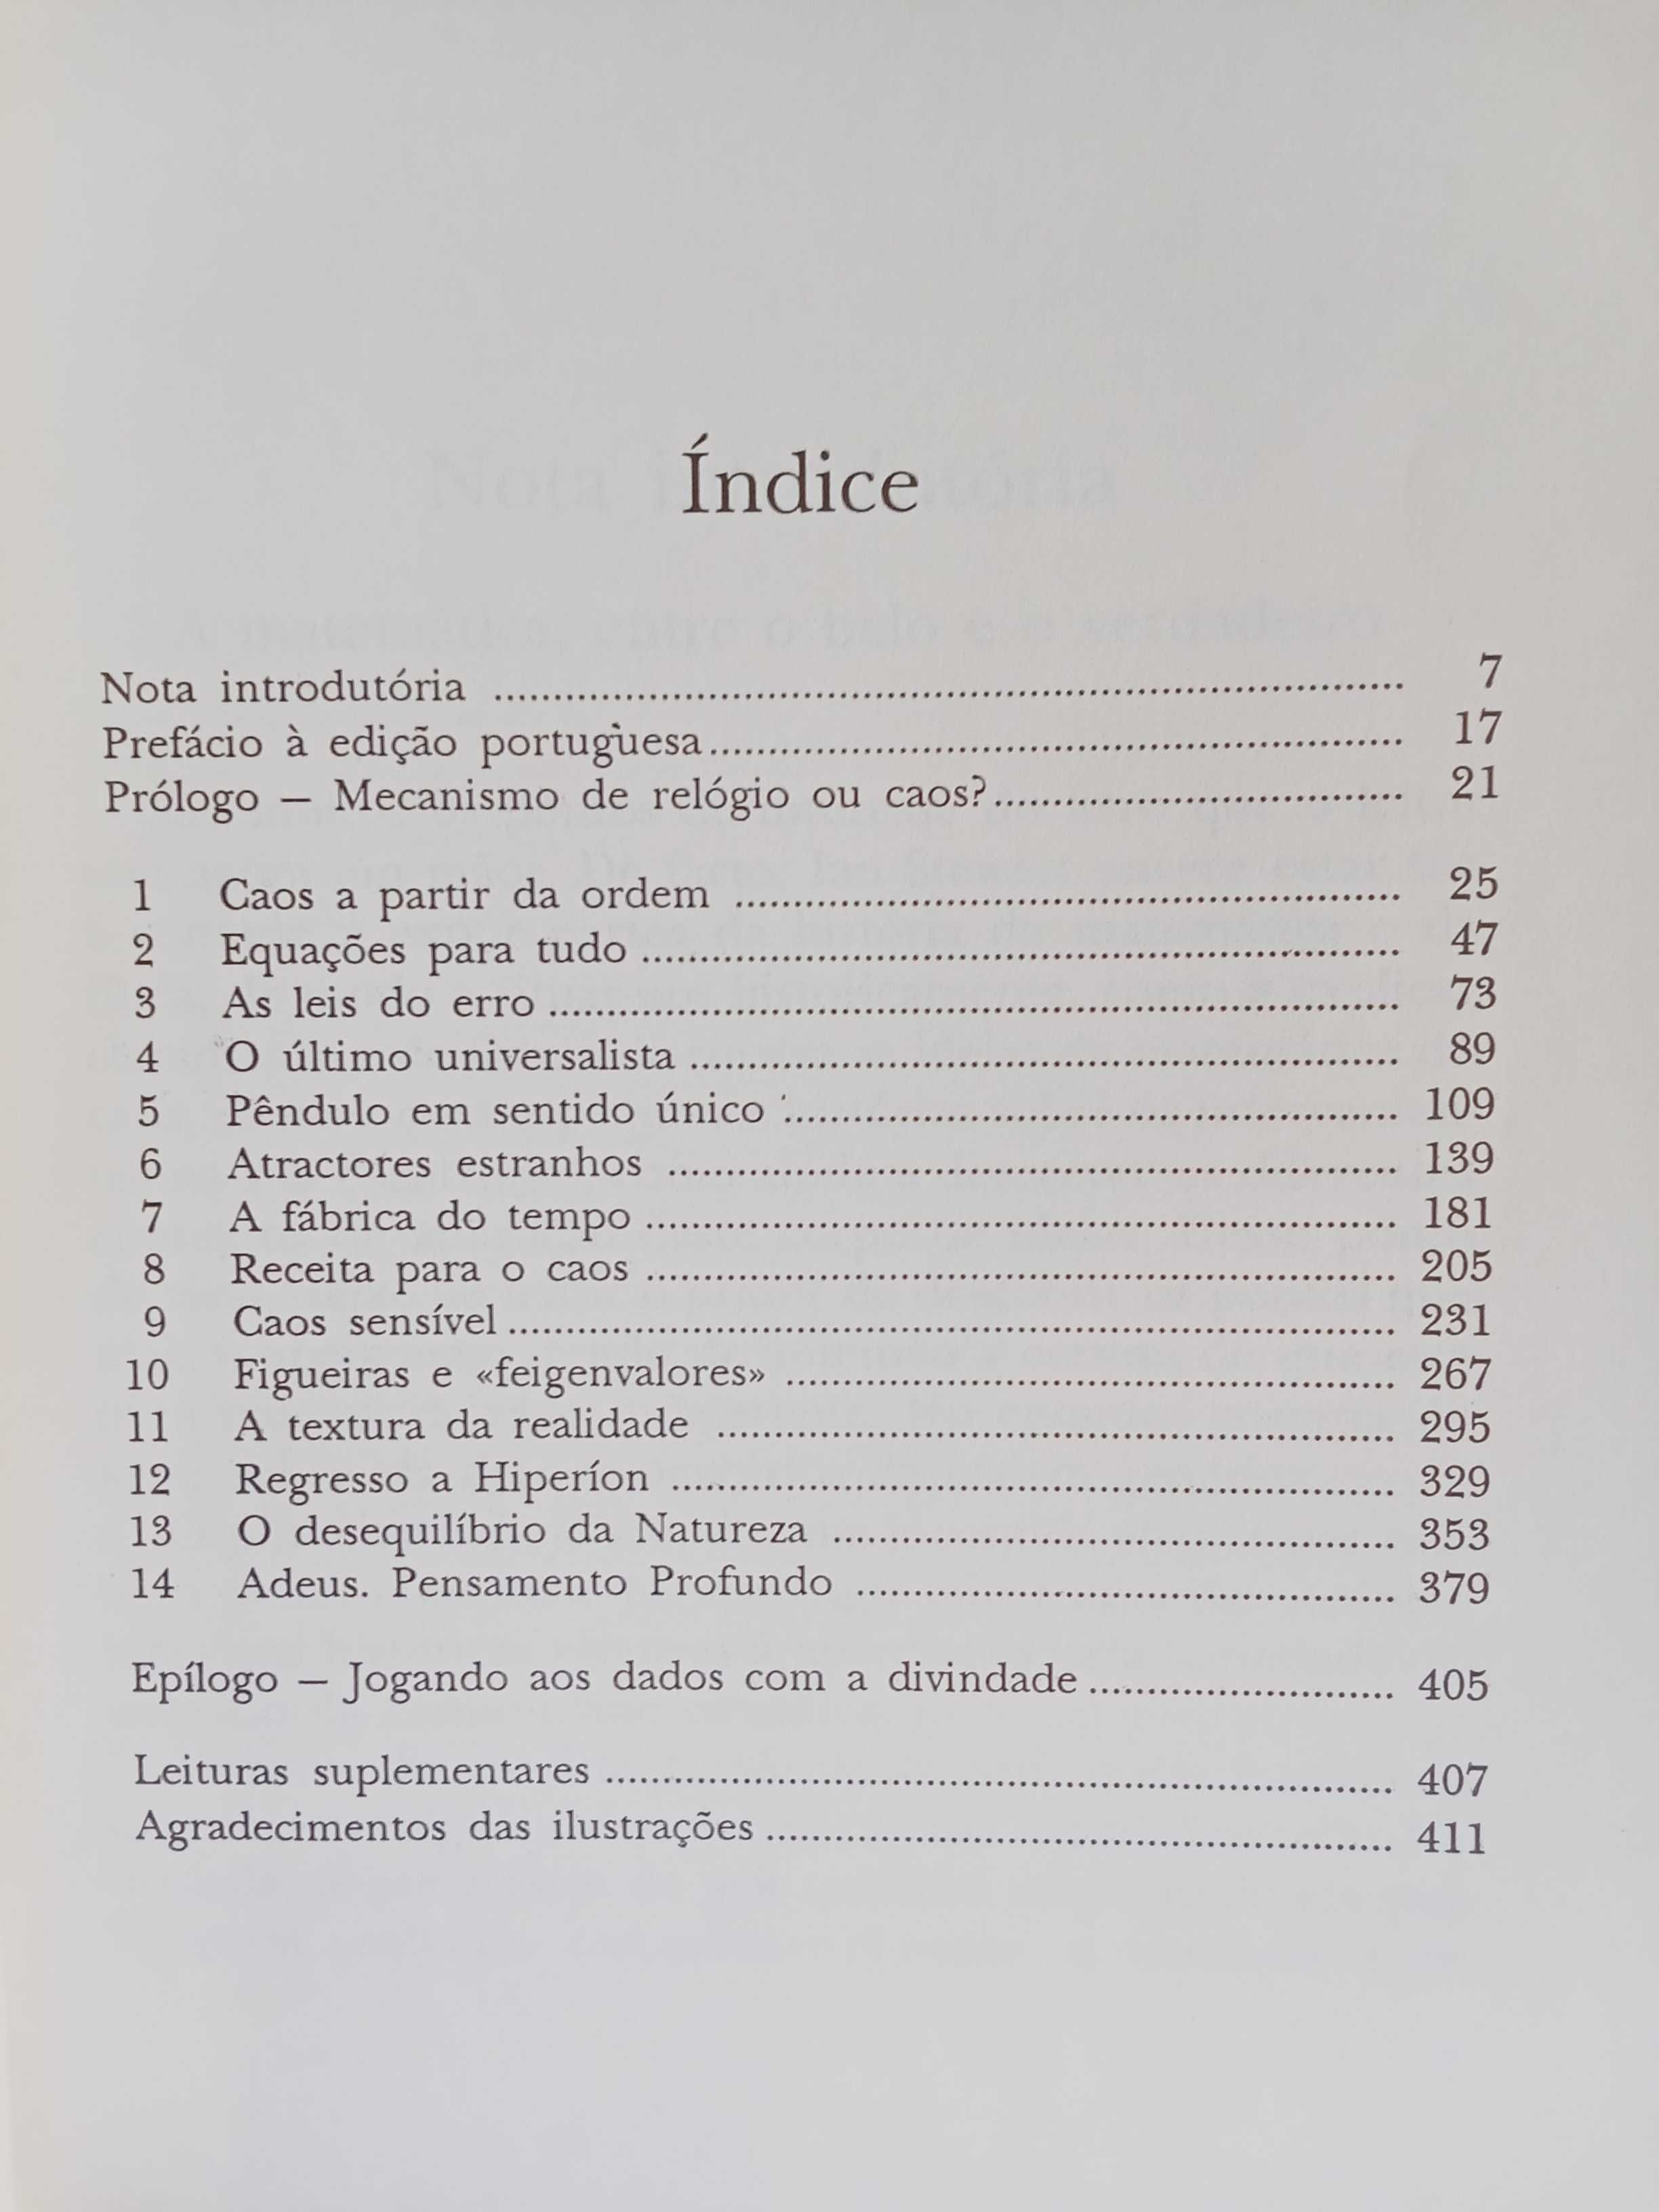 Índice
Nota introdutória ........ 7
Prefácio à edição portuguesa ........ 17
Prólogo — Mecanismo de relógio ou caos? ........ 21
1 Caos a partir da ordem ........ 25
2 Equações para tudo ........ 47
3 As leis do erro ........ 73
4 O último universalista ........ 89
5 Pêndulo em sentido único ........ 109
6 Atractores estranhos ........ 139
7 A fábrica do tempo ........ 181
8 Receita para o caos ........ 205
9 Caos sensível ........ 231
10 Figueiras e «feigenvalores» ........ 267
11 A textura da realidade ........ 295
12 Regresso a Hiperíon ........ 329
13 O desequilíbrio da Natureza ........ 353
14 Adeus. Pensamento Profundo ........ 379
Epílogo — Jogando aos dados com a divindade ........ 405
Leituras suplementares ........ 407
Agradecimentos das ilustrações ........ 411